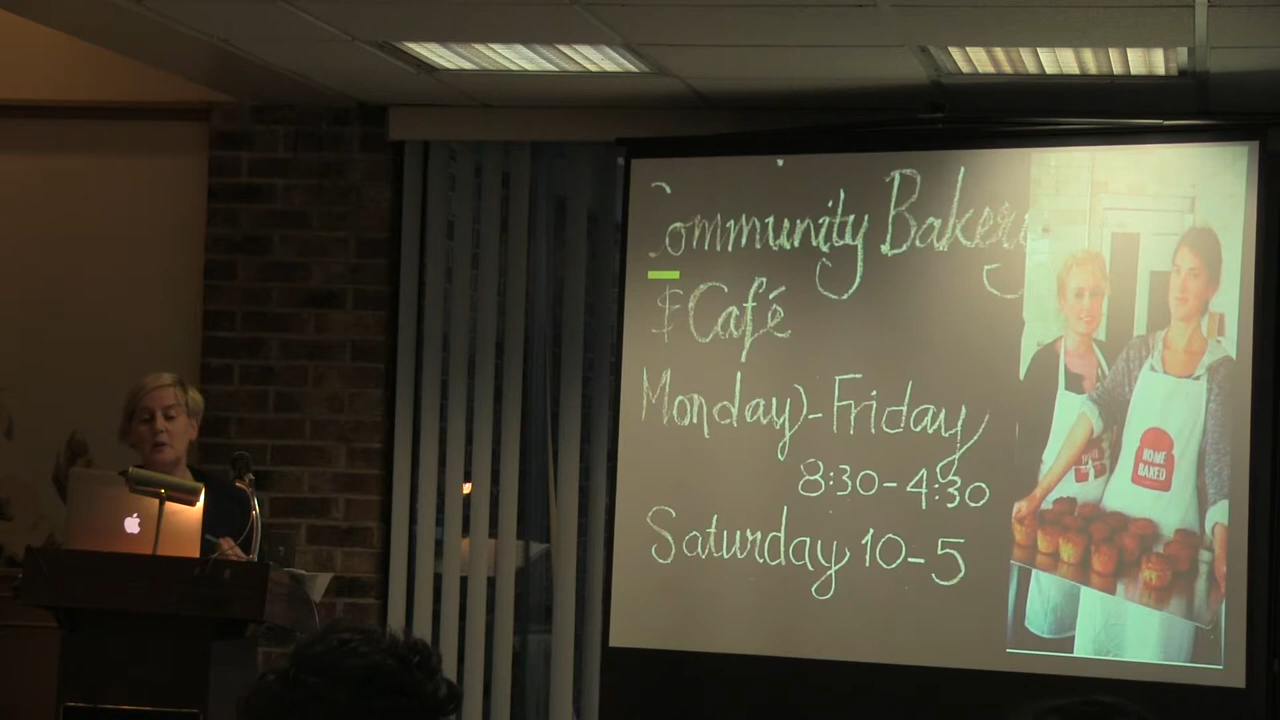 Community Bakery
& Café
Monday-Friday
8:30-4:30
Saturday 10-5
HOME
BAKED